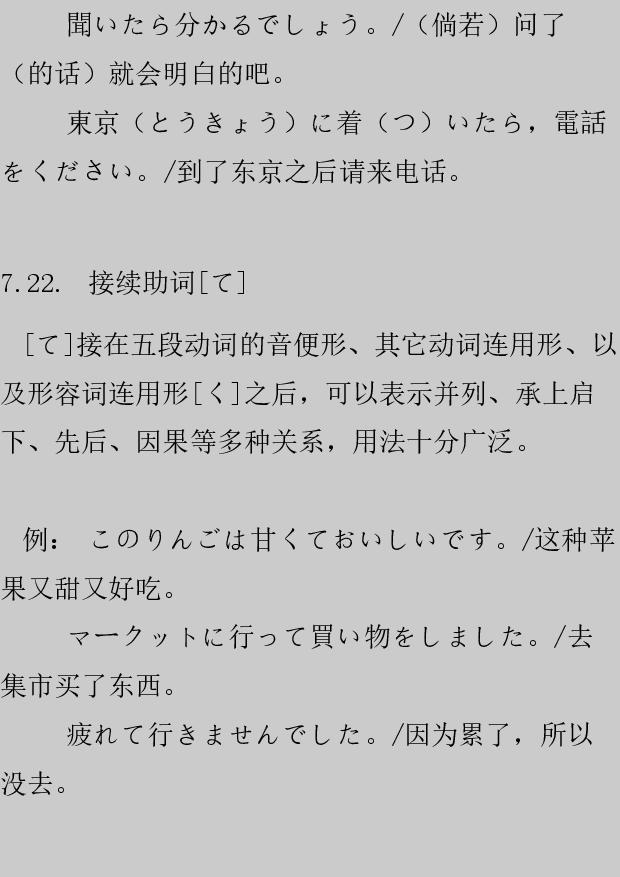 聞いたら分かるでしょう。/（倘若）问了
（的话）就会明白的吧。
東京（とうきょう）に着（つ）いたら，電話
をください。/到了东京之后请来电话。
7.22. 接续助词[て]
[て]接在五段动词的音便形、其它动词连用形、以
及形容词连用形[く]之后，可以表示并列、承上启
下、先后、因果等多种关系，用法十分广泛。
例： このりんごは甘くておいしいです。/这种苹
果又甜又好吃。
マークットに行って買い物をしました。/去
集市买了东西。
疲れて行きませんでした。/因为累了，所以
没去。